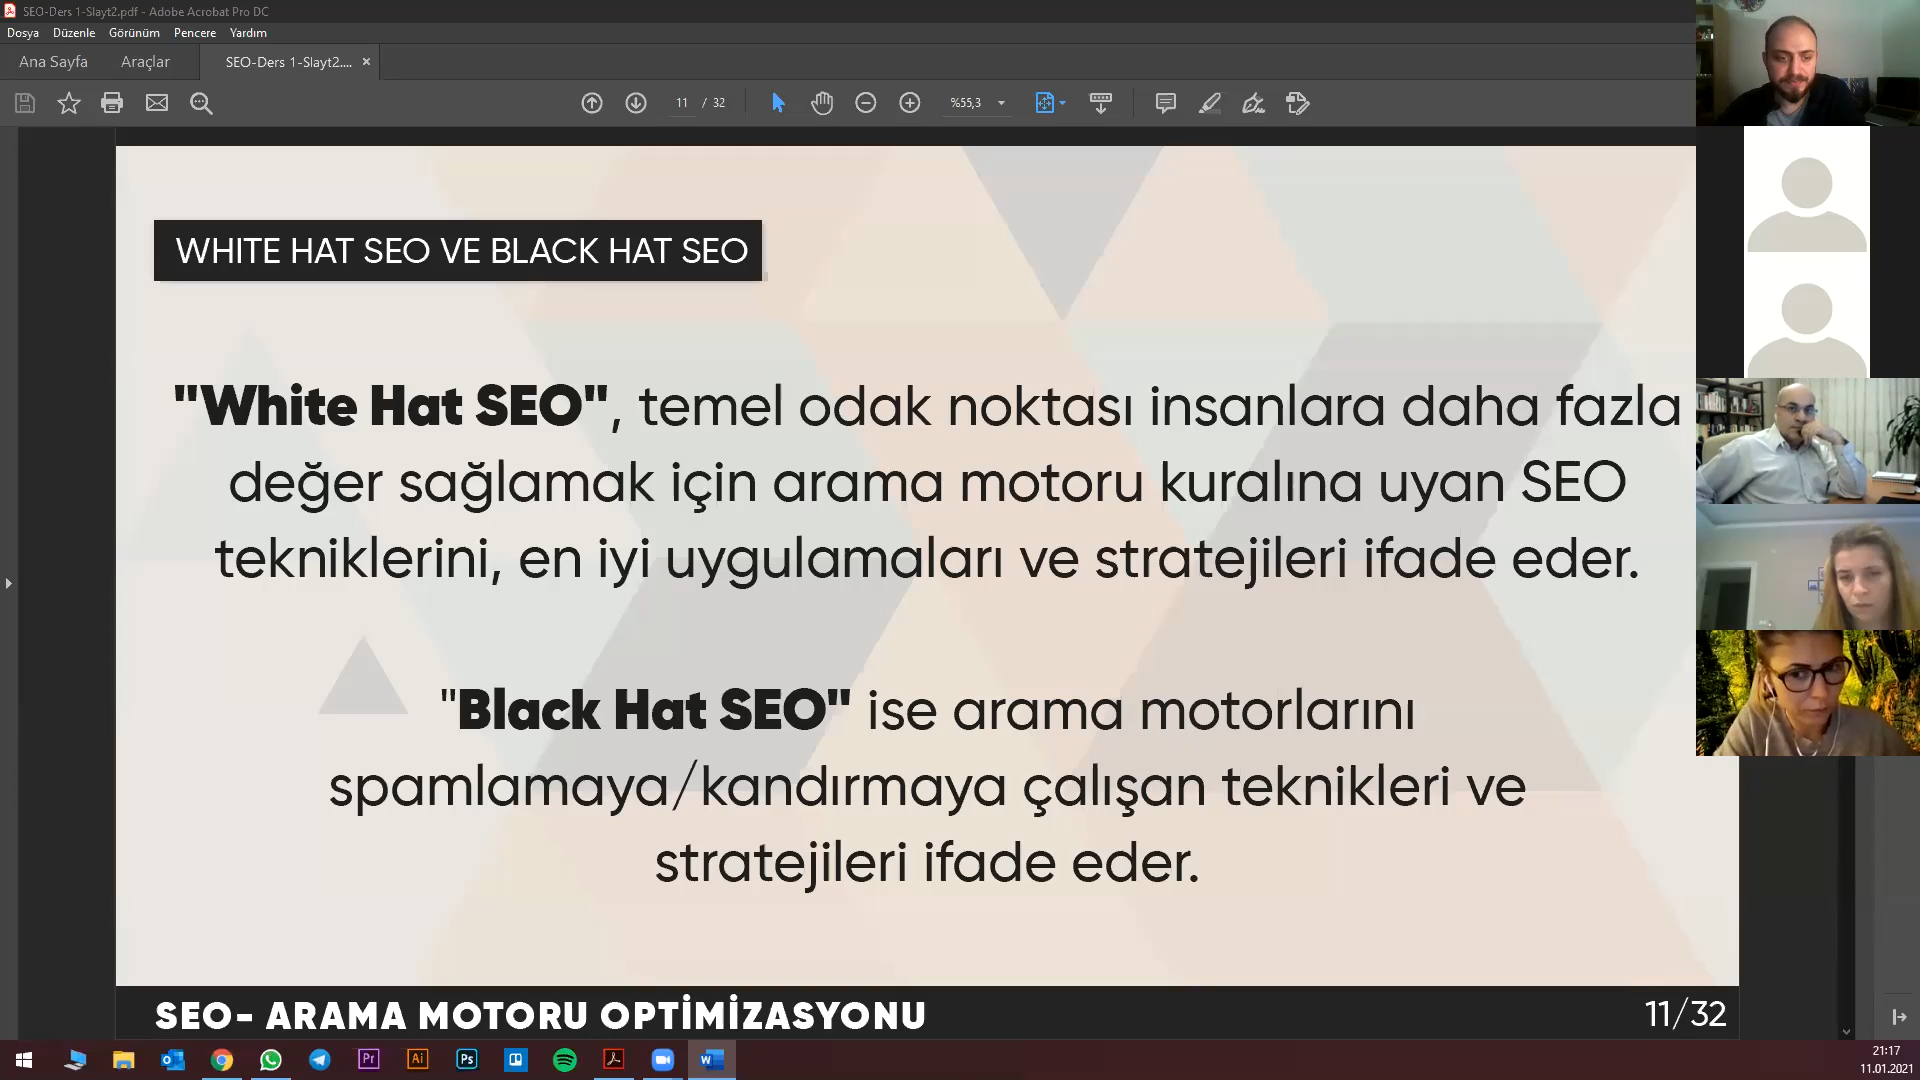 SEO-Ders 1-Slayt2.pdf - Adobe Acrobat Pro DC
Dosya Düzenle Görünüm Pencere Yardım
Ana Sayfa Araçlar SEO-Ders 1-Slayt2.... ×
11 / 32 %55,3
WHITE HAT SEO VE BLACK HAT SEO
"White Hat SEO", temel odak noktası insanlara daha fazla
değer sağlamak için arama motoru kuralına uyan SEO
tekniklerini, en iyi uygulamaları ve stratejileri ifade eder.
"Black Hat SEO" ise arama motorlarını
spamlamaya/kandırmaya çalışan teknikleri ve
stratejileri ifade eder.
SEO- ARAMA MOTORU OPTİMİZASYONU 11/32
Pr Ai Ps
21:17
11.01.2021